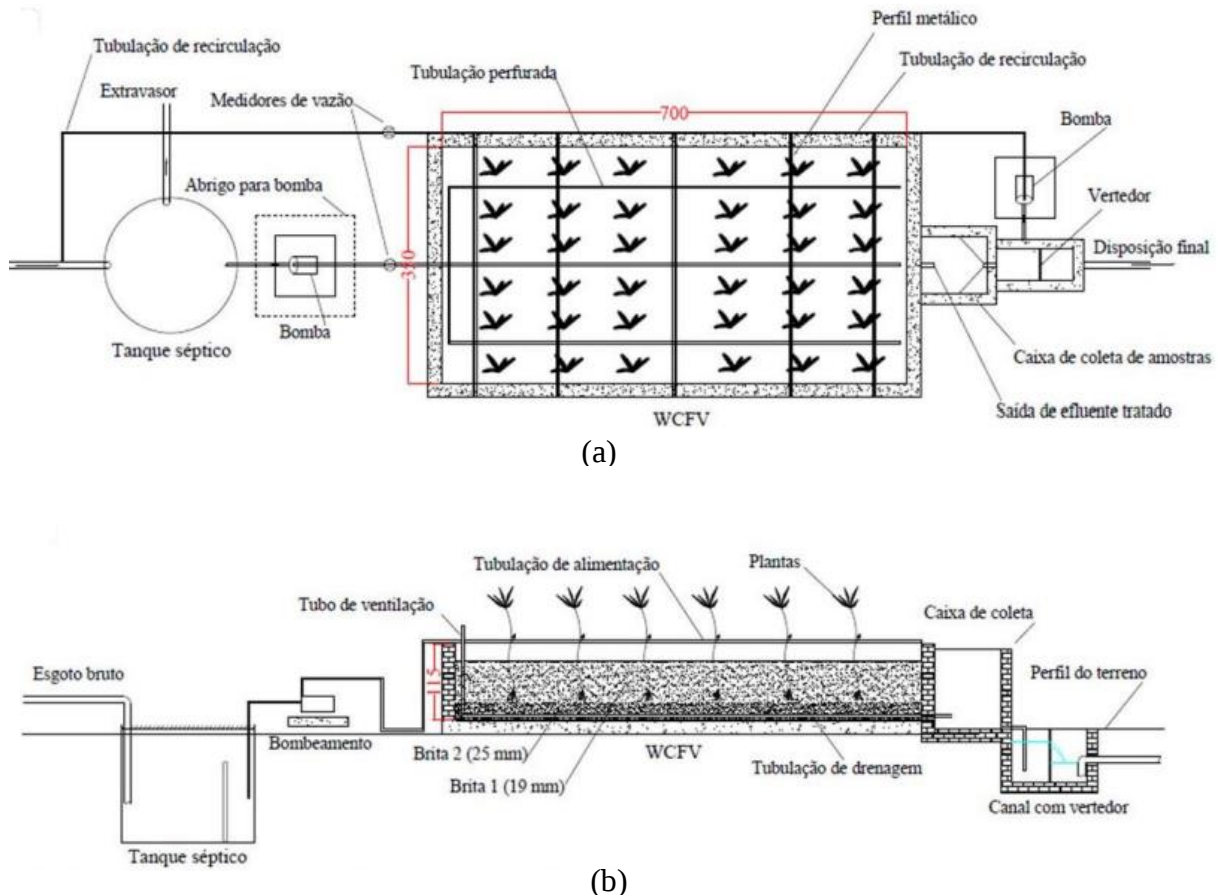 Perfil metálico
Tubulação de recirculação
Tubulação de recirculação
Tubulação perfurada
Extravasor
Medidores de vazão
700
Bomba
Abrigo para bomba
Vertedor
350
Disposição final
Bomba
Tanque séptico
Caixa de coleta de amostras
Saída de efluente tratado
WCFV
(a)
Tubulação de alimentação
Plantas
Tubo de ventilação
Caixa de coleta
Esgoto bruto
115
Perfil do terreno
Bombeamento
Brita 2 (25 mm)
WCFV
Tubulação de drenagem
Brita 1 (19 mm)
Canal com vertedor
Tanque séptico
(b)